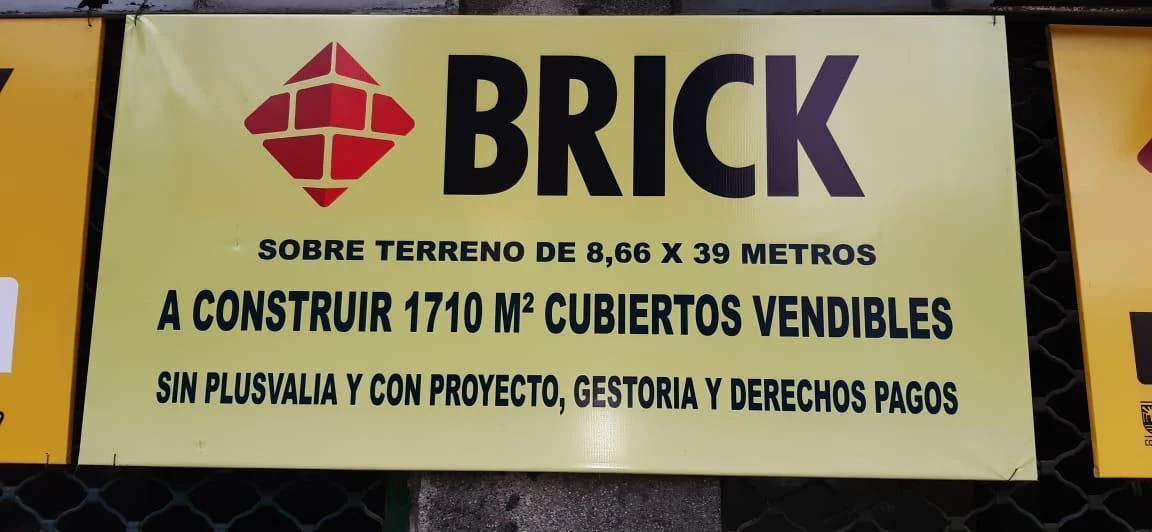 BRICK
SOBRE TERRENO DE 8,66 X 39 METROS
A CONSTRUIR 1710 M² CUBIERTOS VENDIBLES
SIN PLUSVALIA Y CON PROYECTO, GESTORIA Y DERECHOS PAGOS